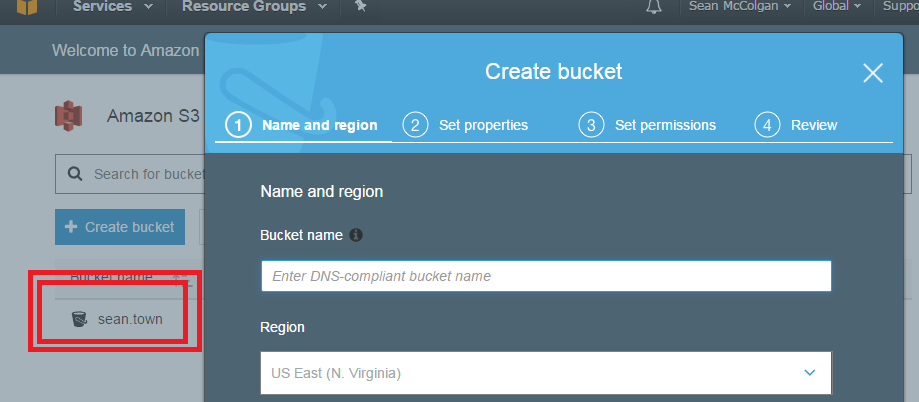 Services Resource Groups Sean McColgan Global Suppo
Welcome to Amazon
Create bucket
Amazon S3
1 Name and region 2 Set properties 3 Set permissions 4 Review
Search for bucke
Name and region
Create bucket
Bucket name
Bucket name
Enter DNS-compliant bucket name
sean.town
Region
US East (N. Virginia)